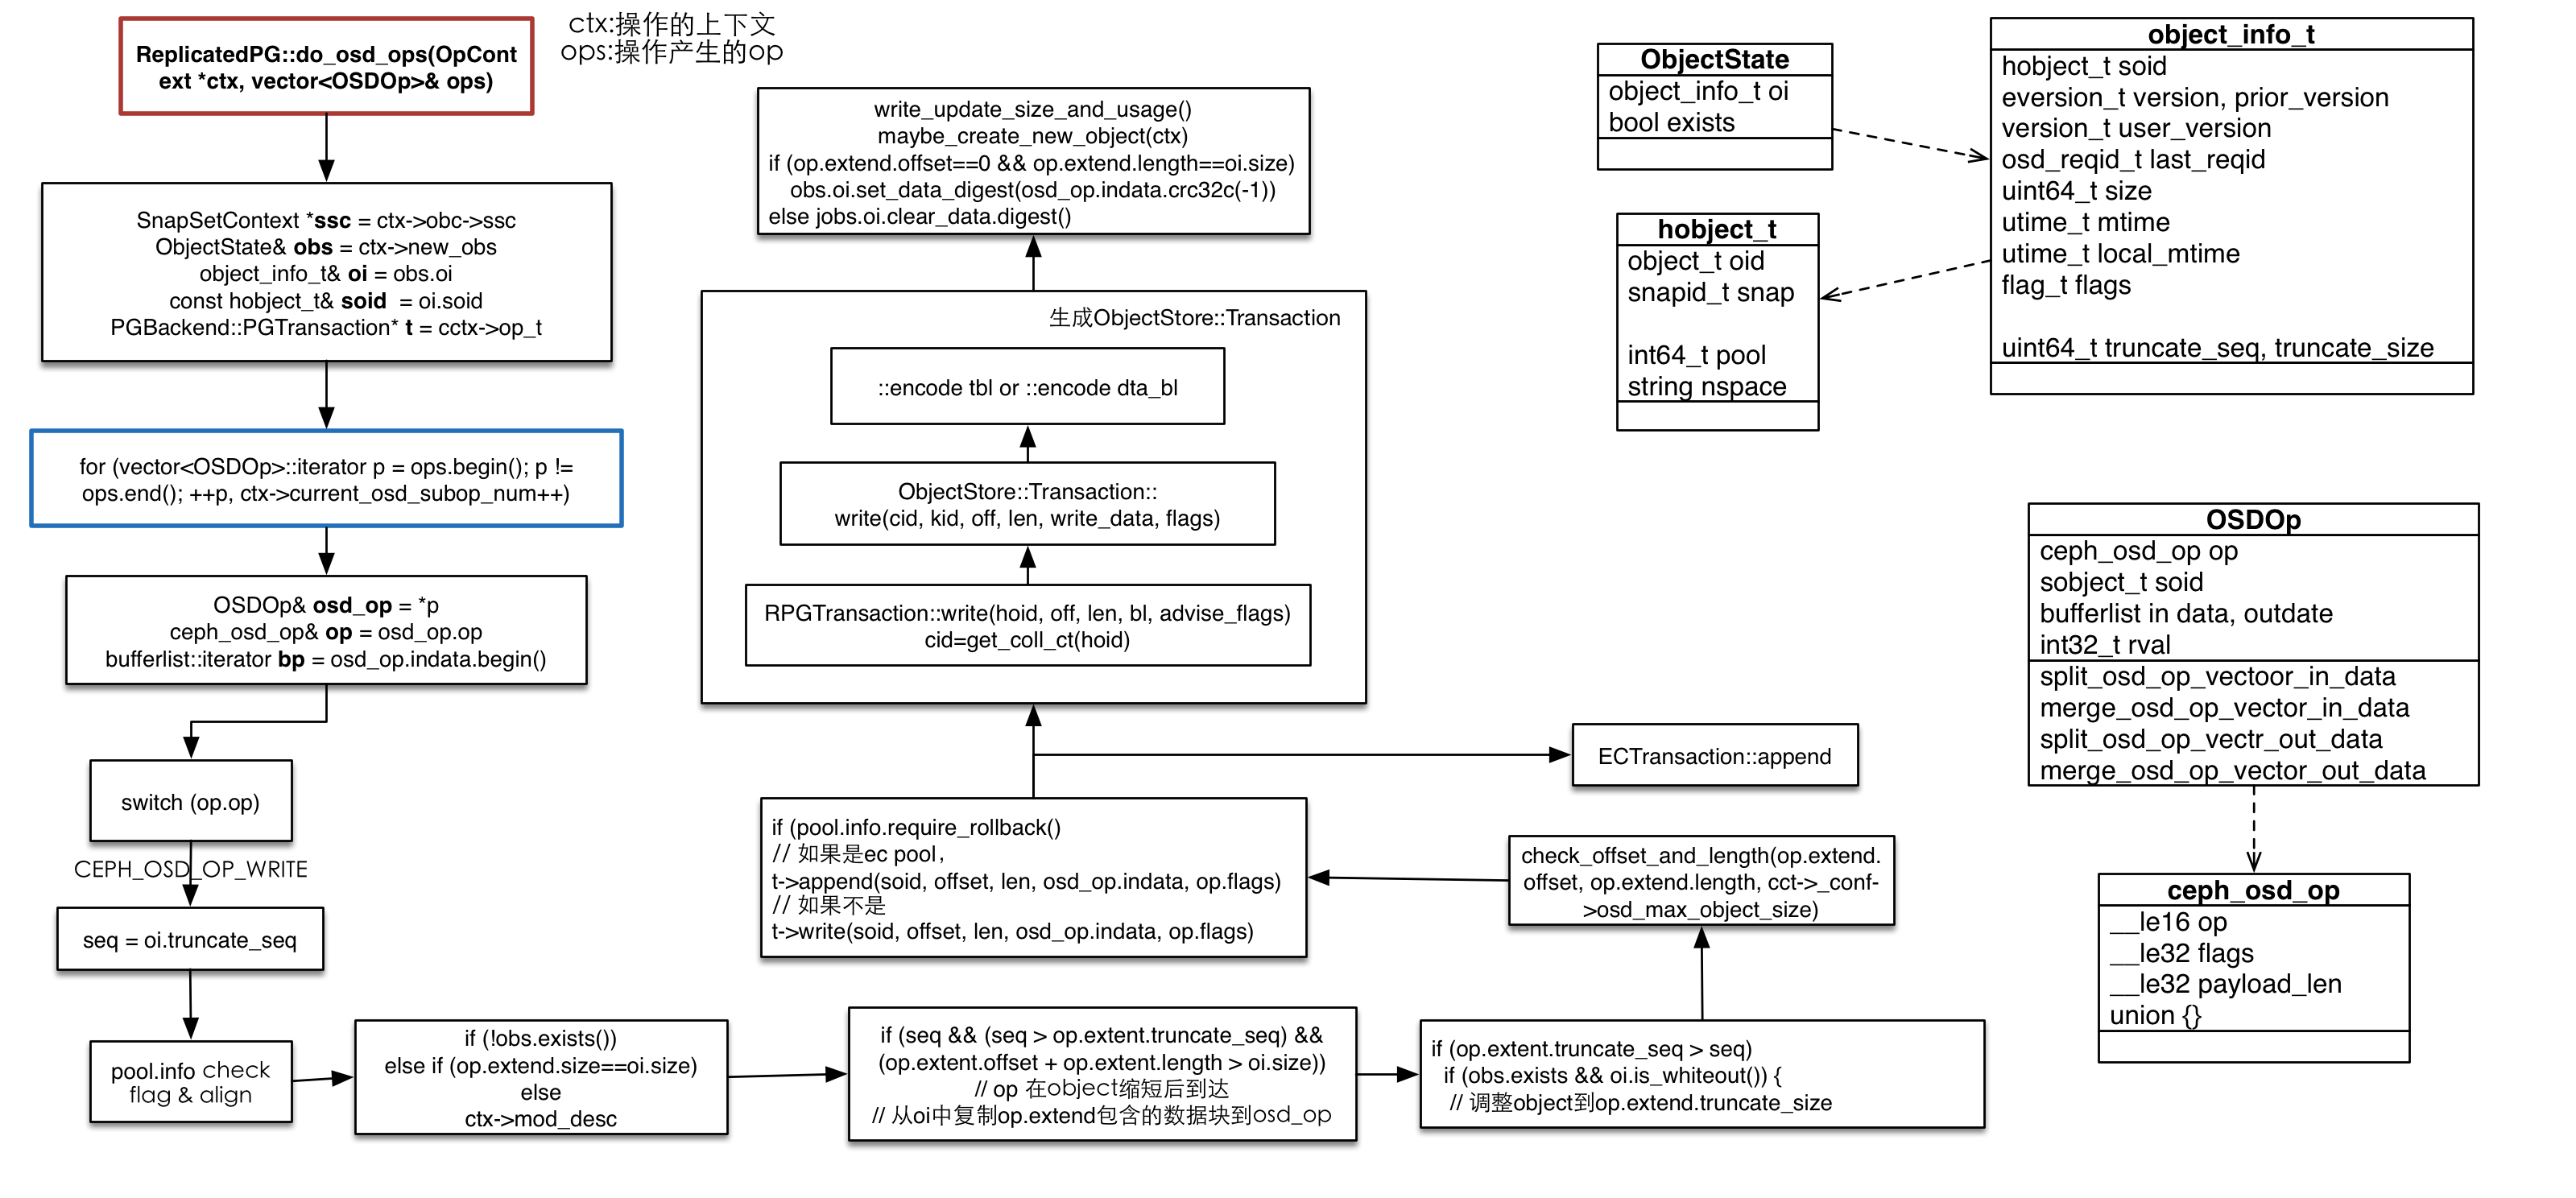 ReplicatedPG::do_osd_ops(OpCont
ext *ctx, vector<OSDOp>& ops)
ctx:操作的上下文
ops:操作产生的op
SnapSetContext *ssc = ctx->obc->ssc
ObjectState& obs = ctx->new_obs
object_info_t& oi = obs.oi
const hobject_t& soid = oi.soid
PGBackend::PGTransaction* t = cctx->op_t
for (vector<OSDOp>::iterator p = ops.begin(); p !=
ops.end(); ++p, ctx->current_osd_subop_num++)
OSDOp& osd_op = *p
ceph_osd_op& op = osd_op.op
bufferlist::iterator bp = osd_op.indata.begin()
switch (op.op)
CEPH_OSD_OP_WRITE
seq = oi.truncate_seq
pool.info check
flag & align
if (!obs.exists())
else if (op.extend.size==oi.size)
else
ctx->mod_desc
if (seq && (seq > op.extent.truncate_seq) &&
(op.extent.offset + op.extent.length > oi.size))
// op 在object缩短后到达
// 从oi中复制op.extend包含的数据块到osd_op
if (op.extent.truncate_seq > seq)
if (obs.exists && oi.is_whiteout()) {
// 调整object到op.extend.truncate_size
check_offset_and_length(op.extend.
offset, op.extend.length, cct->_conf-
>osd_max_object_size)
if (pool.info.require_rollback()
// 如果是ec pool，
t->append(soid, offset, len, osd_op.indata, op.flags)
// 如果不是
t->write(soid, offset, len, osd_op.indata, op.flags)
ECTransaction::append
生成ObjectStore::Transaction
RPGTransaction::write(hoid, off, len, bl, advise_flags)
cid=get_coll_ct(hoid)
ObjectStore::Transaction::
write(cid, kid, off, len, write_data, flags)
::encode tbl or ::encode dta_bl
write_update_size_and_usage()
maybe_create_new_object(ctx)
if (op.extend.offset==0 && op.extend.length==oi.size)
obs.oi.set_data_digest(osd_op.indata.crc32c(-1))
else jobs.oi.clear_data.digest()
ObjectState
object_info_t oi
bool exists
hobject_t
object_t oid
snapid_t snap
int64_t pool
string nspace
object_info_t
hobject_t soid
eversion_t version, prior_version
version_t user_version
osd_reqid_t last_reqid
uint64_t size
utime_t mtime
utime_t local_mtime
flag_t flags
uint64_t truncate_seq, truncate_size
OSDOp
ceph_osd_op op
sobject_t soid
bufferlist in data, outdate
int32_t rval
split_osd_op_vectoor_in_data
merge_osd_op_vector_in_data
split_osd_op_vectr_out_data
merge_osd_op_vector_out_data
ceph_osd_op
__le16 op
__le32 flags
__le32 payload_len
union {}